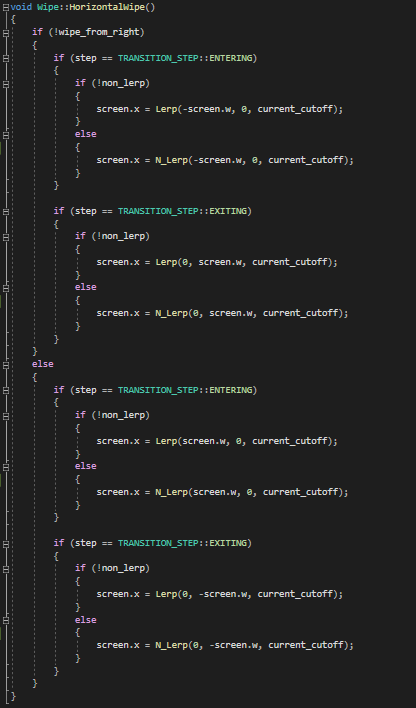 void Wipe::HorizontalWipe()
{
    if (!wipe_from_right)
    {
        if (step == TRANSITION_STEP::ENTERING)
        {
            if (!non_lerp)
            {
                screen.x = Lerp(-screen.w, 0, current_cutoff);
            }
            else
            {
                screen.x = N_Lerp(-screen.w, 0, current_cutoff);
            }
        }

        if (step == TRANSITION_STEP::EXITING)
        {
            if (!non_lerp)
            {
                screen.x = Lerp(0, screen.w, current_cutoff);
            }
            else
            {
                screen.x = N_Lerp(0, screen.w, current_cutoff);
            }
        }
    }
    else
    {
        if (step == TRANSITION_STEP::ENTERING)
        {
            if (!non_lerp)
            {
                screen.x = Lerp(screen.w, 0, current_cutoff);
            }
            else
            {
                screen.x = N_Lerp(screen.w, 0, current_cutoff);
            }
        }

        if (step == TRANSITION_STEP::EXITING)
        {
            if (!non_lerp)
            {
                screen.x = Lerp(0, -screen.w, current_cutoff);
            }
            else
            {
                screen.x = N_Lerp(0, -screen.w, current_cutoff);
            }
        }
    }
}